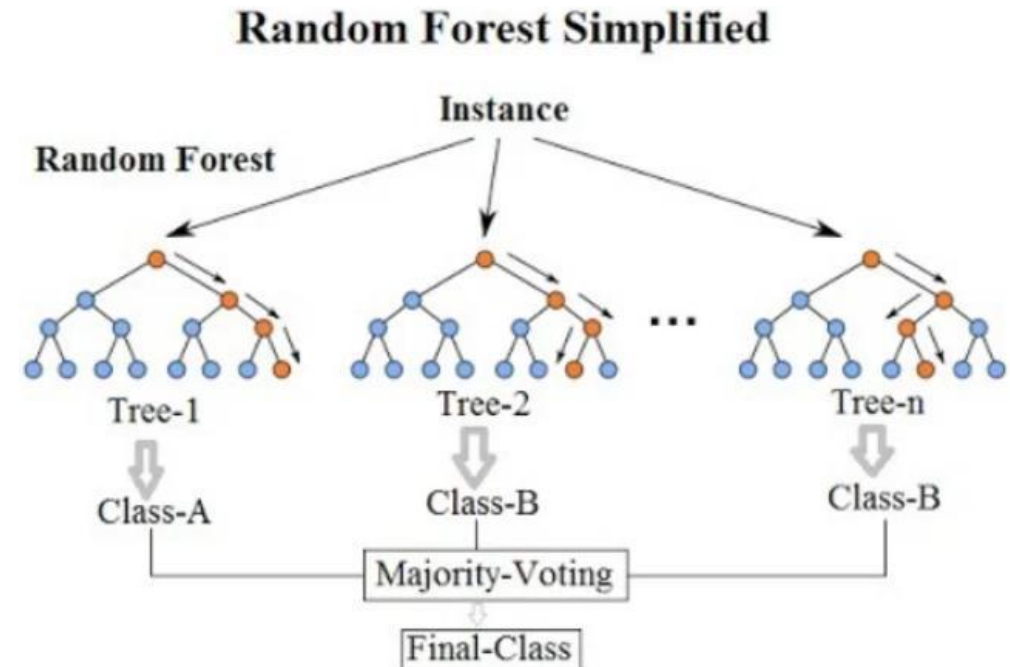 Random Forest Simplified
Instance
Random Forest
...
Tree-1
Tree-2
Tree-n
Class-A
Class-B
Class-B
Majority-Voting
Final-Class